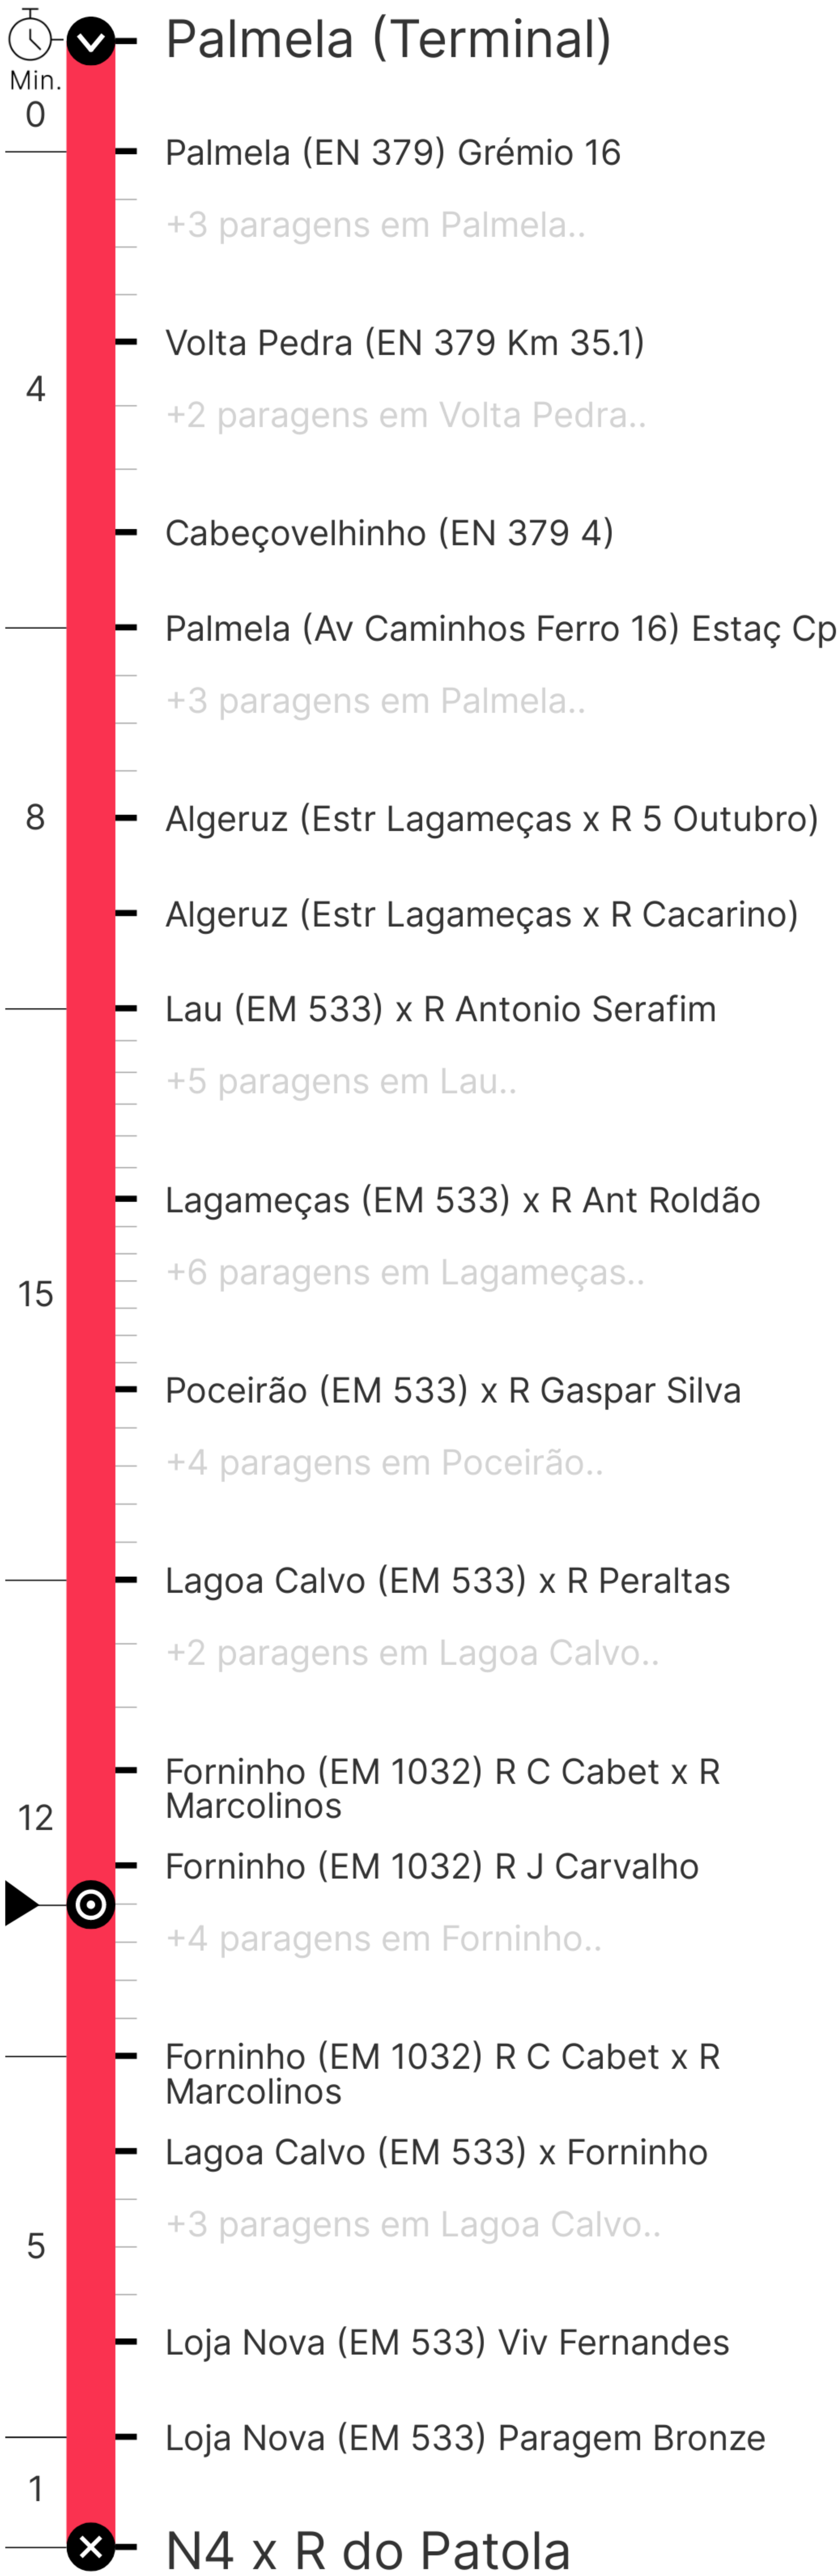 Palmela (Terminal)
Min.
0
Palmela (EN 379) Grémio 16
+3 paragens em Palmela..
Volta Pedra (EN 379 Km 35.1)
4
+2 paragens em Volta Pedra..
Cabeçovelhinho (EN 379 4)
Palmela (Av Caminhos Ferro 16) Estaç Cp
+3 paragens em Palmela..
8
Algeruz (Estr Lagameças x R 5 Outubro)
Algeruz (Estr Lagameças x R Cacarino)
Lau (EM 533) x R Antonio Serafim
+5 paragens em Lau..
Lagameças (EM 533) x R Ant Roldão
+6 paragens em Lagameças..
15
Poceirão (EM 533) x R Gaspar Silva
+4 paragens em Poceirão..
Lagoa Calvo (EM 533) x R Peraltas
+2 paragens em Lagoa Calvo..
Forninho (EM 1032) R C Cabet x R
Marcolinos
12
Forninho (EM 1032) R J Carvalho
+4 paragens em Forninho..
Forninho (EM 1032) R C Cabet x R
Marcolinos
Lagoa Calvo (EM 533) x Forninho
+3 paragens em Lagoa Calvo..
5
Loja Nova (EM 533) Viv Fernandes
Loja Nova (EM 533) Paragem Bronze
1
N4 x R do Patola